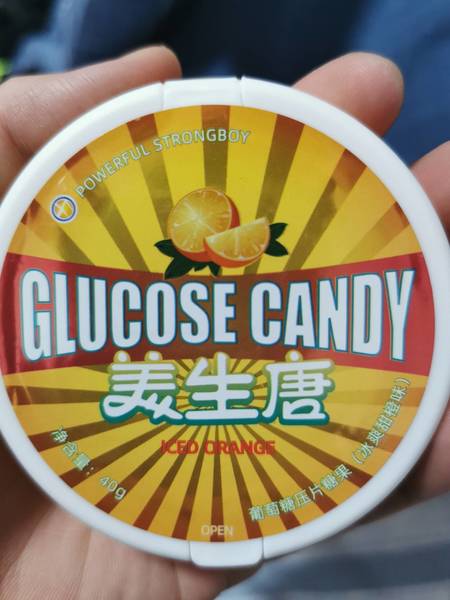 POWERFUL STRONGBOY
GLUCOSE CANDY
美生唐
ICED ORANGE
净含量：40g
葡萄糖压片糖果（冰爽甜橙味）
OPEN